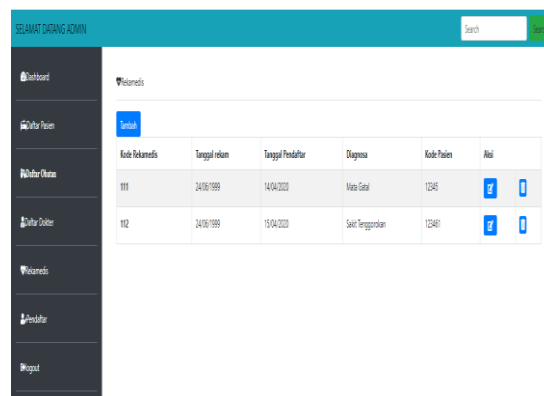 SELAMAT DATANG ADMIN
Search
Dashboard
Daftar Pasien
Daftar Obatan
Daftar Dokter
Rekamedis
Pendaftar
Logout
Rekamedis
Tambah
Kode Rekamedis Tanggal rekam Tanggal Pendaftar Diagnosa Kode Pasien Aksi
111 24/06/1999 14/04/2020 Mata Gatal 12345
112 24/06/1999 15/04/2020 Sakit Tenggorokan 123461